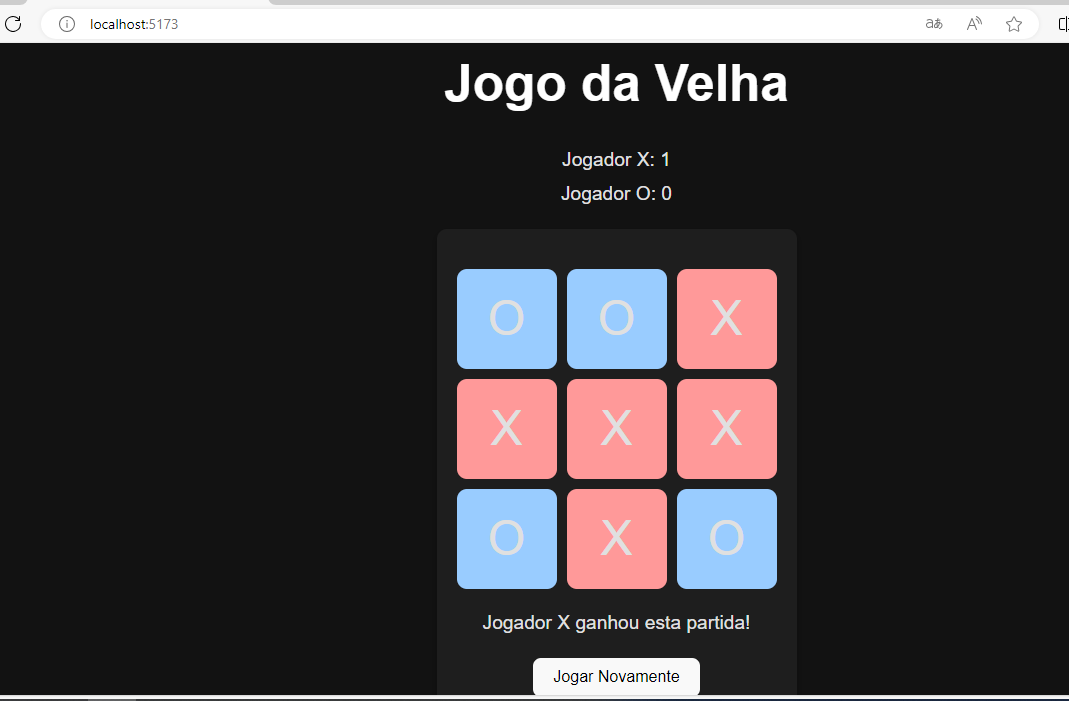 localhost:5173
Jogo da Velha
Jogador X: 1
Jogador O: 0
O O X
X X X
O X O
Jogador X ganhou esta partida!
Jogar Novamente